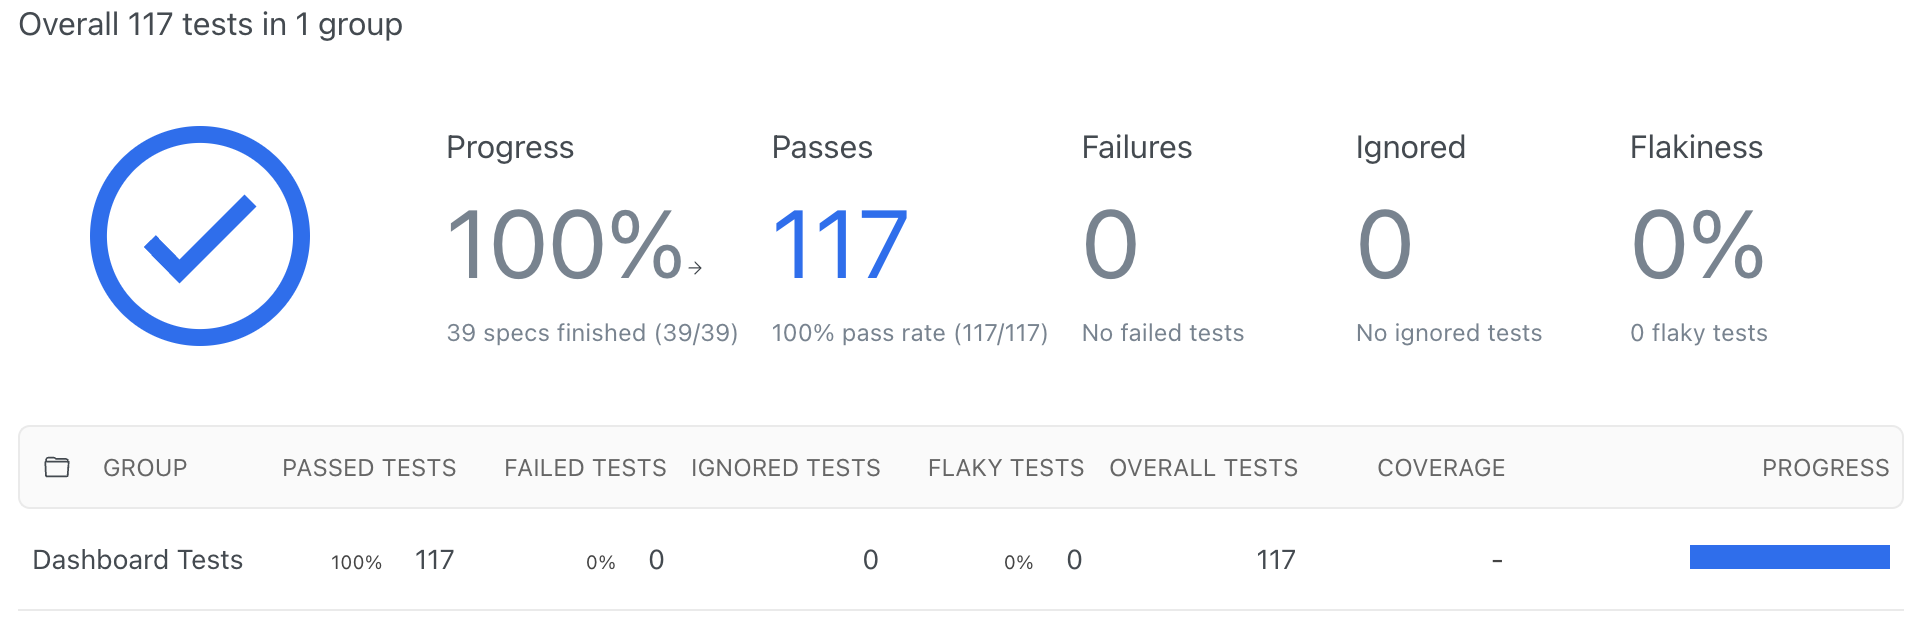 Overall 117 tests in 1 group
Progress Passes Failures Ignored Flakiness
100% → 117 0 0 0%
39 specs finished (39/39) 100% pass rate (117/117) No failed tests No ignored tests 0 flaky tests
GROUP PASSED TESTS FAILED TESTS IGNORED TESTS FLAKY TESTS OVERALL TESTS COVERAGE PROGRESS
Dashboard Tests 100% 117 0% 0 0 0% 0 117 -